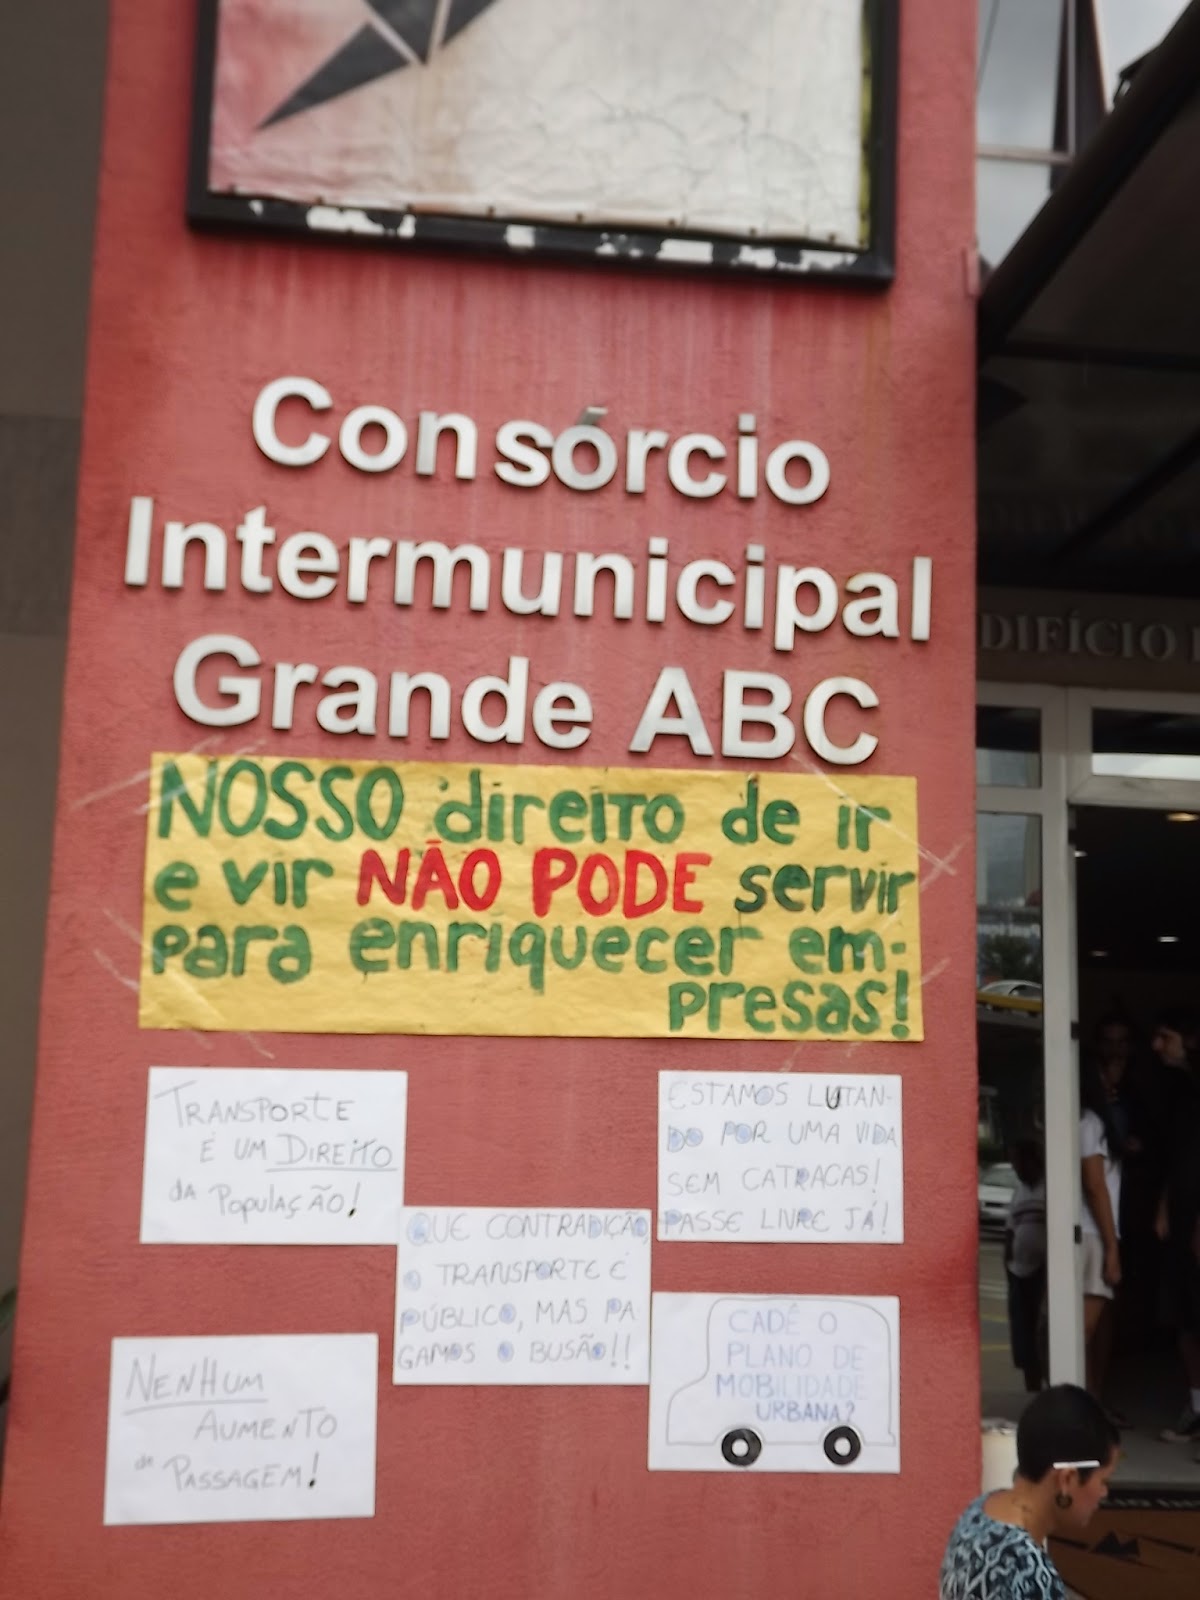 Consórcio
Intermunicipal
Grande ABC
NOSSO direito de ir
e vir NÃO PODE servir
para enriquecer em-
presas!
TRANSPORTE
É UM DIREITO
da POPULAÇÃO!
ESTAMOS LUTAN-
DO POR UMA VIDA
SEM CATRACAS!
PASSE LIVRE JÁ!
QUE CONTRADIÇÃO,
O TRANSPORTE É
PÚBLICO, MAS PA
GAMOS O BUSÃO!!
NENHUM
AUMENTO
de PASSAGEM!
CADÊ O
PLANO DE
MOBILIDADE
URBANA?
DIFÍCIO